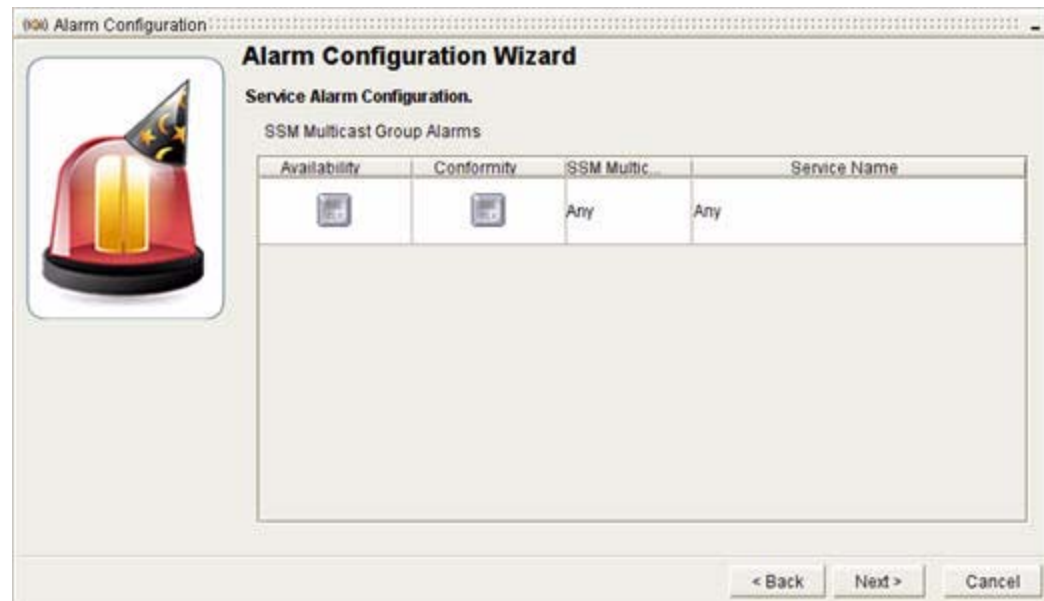 Alarm Configuration
Alarm Configuration Wizard
Service Alarm Configuration.
SSM Multicast Group Alarms
Availability Conformity SSM Multic... Service Name
Any Any
< Back Next > Cancel